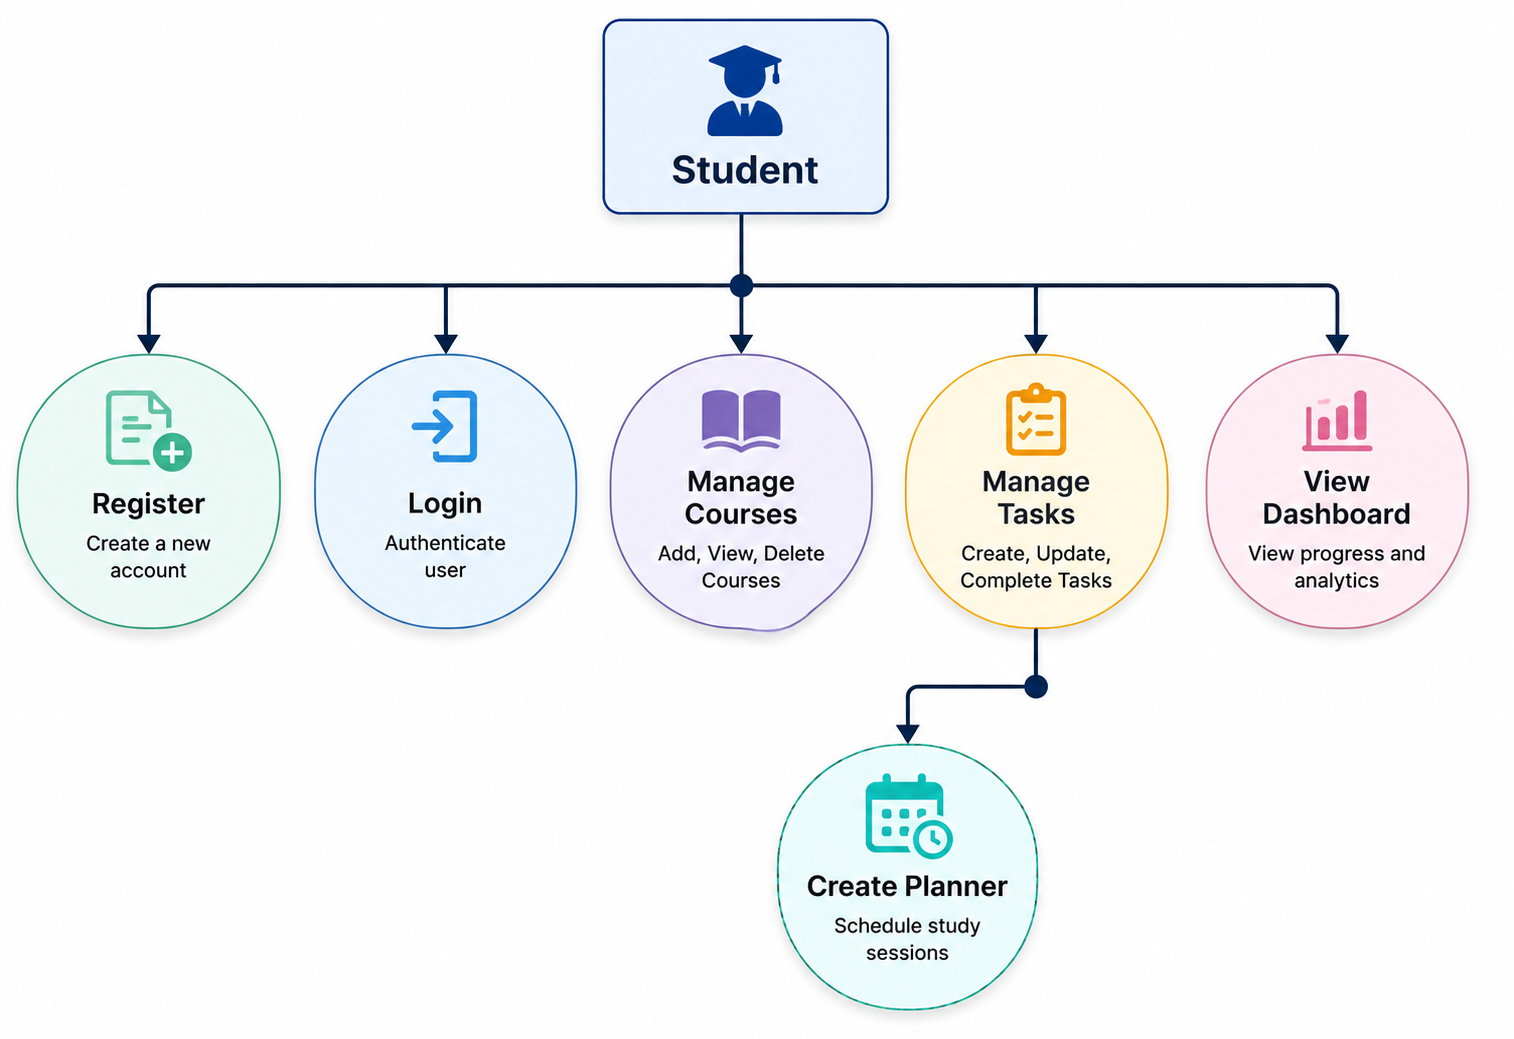 Student
Register
Create a new
account
Login
Authenticate
user
Manage
Courses
Add, View, Delete
Courses
Manage
Tasks
Create, Update,
Complete Tasks
View
Dashboard
View progress and
analytics
Create Planner
Schedule study
sessions